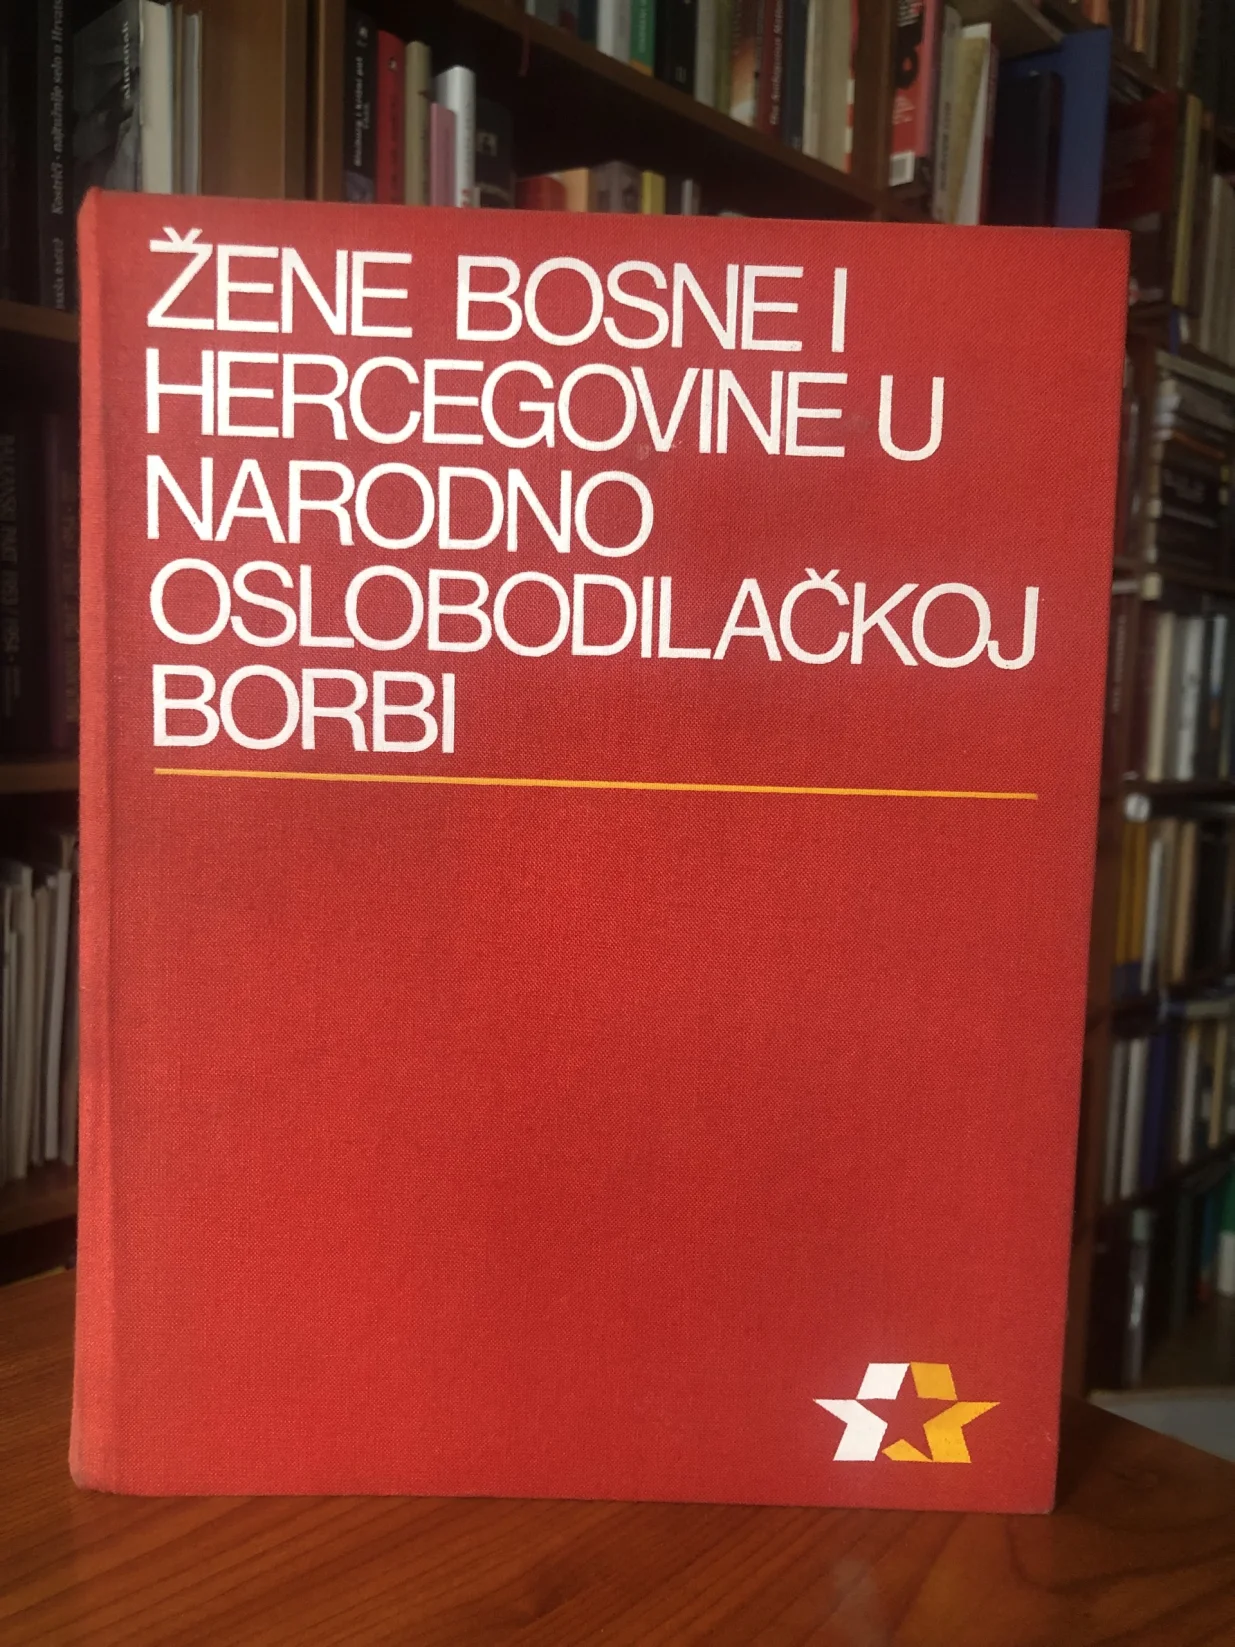 ŽENE BOSNE I
HERCEGOVINE U
NARODNO
OSLOBODILAČKOJ
BORBI